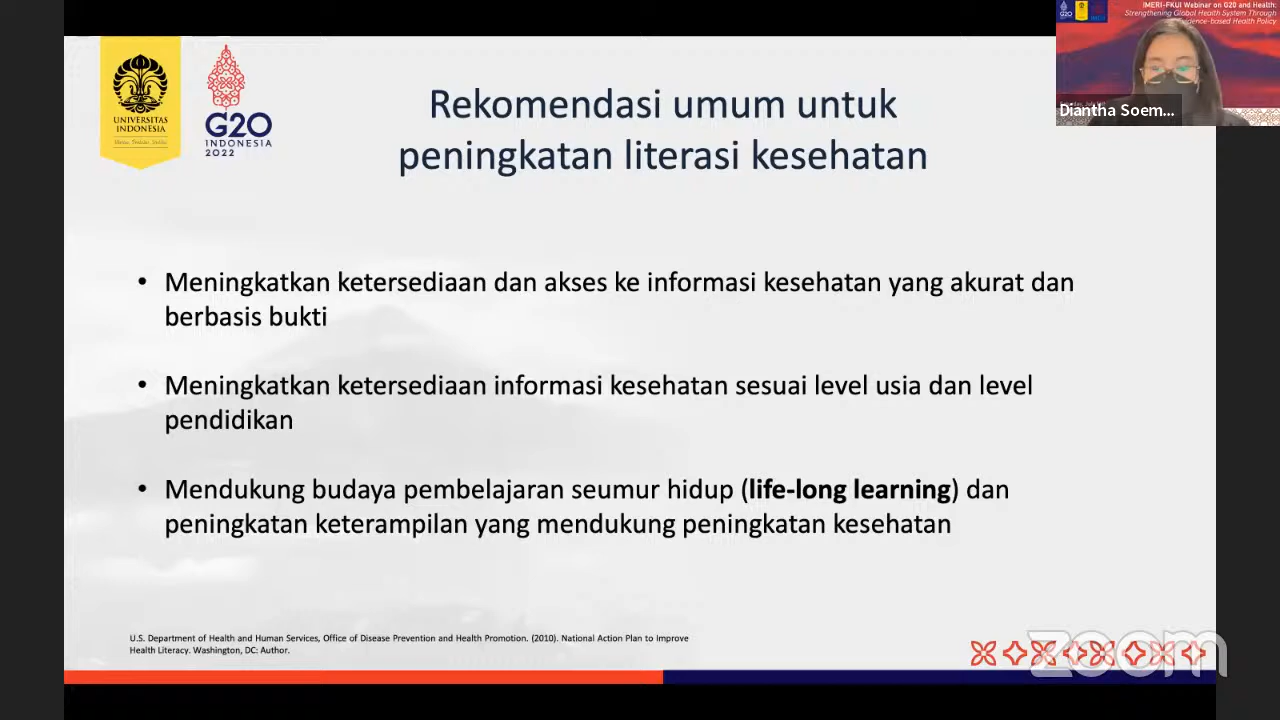 IMERI-FKUI Webinar on G20 and Health:
Strengthening Global Health System Through
Evidence-based Health Policy
Diantha Soem...
UNIVERSITAS
INDONESIA
G20
INDONESIA
2022
Rekomendasi umum untuk
peningkatan literasi kesehatan
• Meningkatkan ketersediaan dan akses ke informasi kesehatan yang akurat dan
berbasis bukti
• Meningkatkan ketersediaan informasi kesehatan sesuai level usia dan level
pendidikan
• Mendukung budaya pembelajaran seumur hidup (life-long learning) dan
peningkatan keterampilan yang mendukung peningkatan kesehatan
U.S. Department of Health and Human Services, Office of Disease Prevention and Health Promotion. (2010). National Action Plan to Improve
Health Literacy. Washington, DC: Author.
zoom